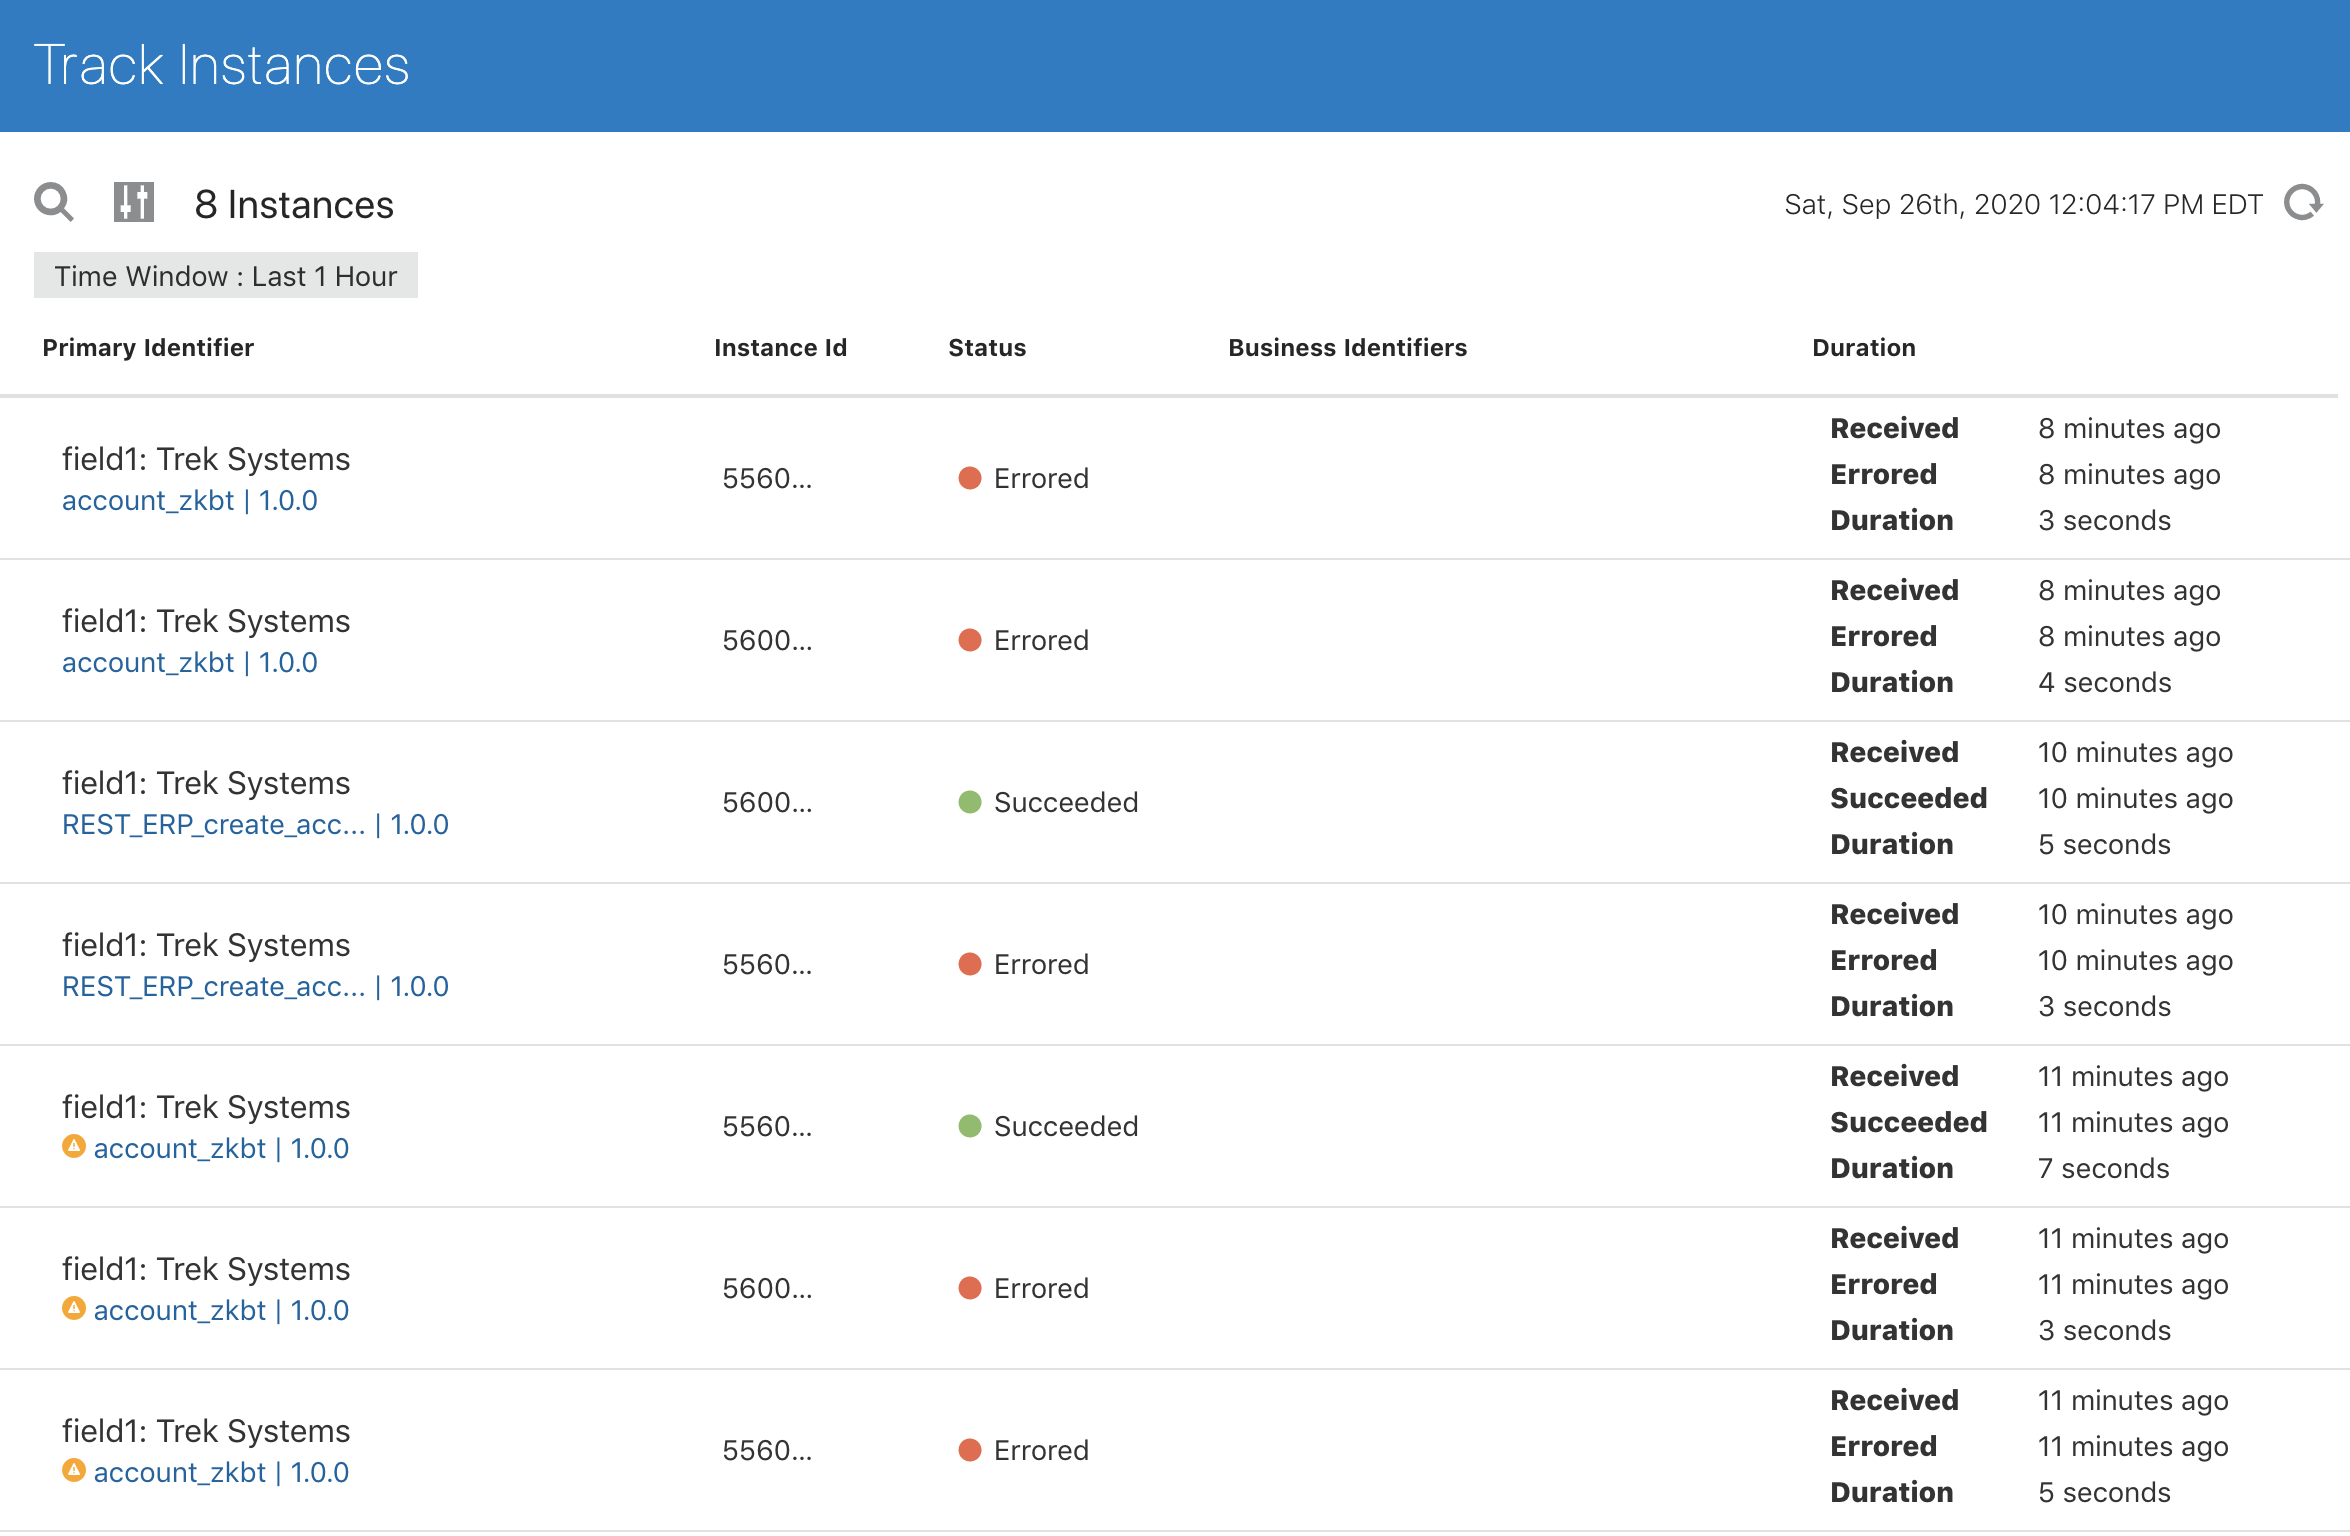 Track Instances
8 Instances
Sat, Sep 26th, 2020 12:04:17 PM EDT
Time Window : Last 1 Hour
Primary Identifier Instance Id Status Business Identifiers Duration
field1: Trek Systems
account_zkbt | 1.0.0
5560...
Errored
Received 8 minutes ago
Errored 8 minutes ago
Duration 3 seconds
field1: Trek Systems
account_zkbt | 1.0.0
5600...
Errored
Received 8 minutes ago
Errored 8 minutes ago
Duration 4 seconds
field1: Trek Systems
REST_ERP_create_acc... | 1.0.0
5600...
Succeeded
Received 10 minutes ago
Succeeded 10 minutes ago
Duration 5 seconds
field1: Trek Systems
REST_ERP_create_acc... | 1.0.0
5560...
Errored
Received 10 minutes ago
Errored 10 minutes ago
Duration 3 seconds
field1: Trek Systems
account_zkbt | 1.0.0
5560...
Succeeded
Received 11 minutes ago
Succeeded 11 minutes ago
Duration 7 seconds
field1: Trek Systems
account_zkbt | 1.0.0
5600...
Errored
Received 11 minutes ago
Errored 11 minutes ago
Duration 3 seconds
field1: Trek Systems
account_zkbt | 1.0.0
5560...
Errored
Received 11 minutes ago
Errored 11 minutes ago
Duration 5 seconds